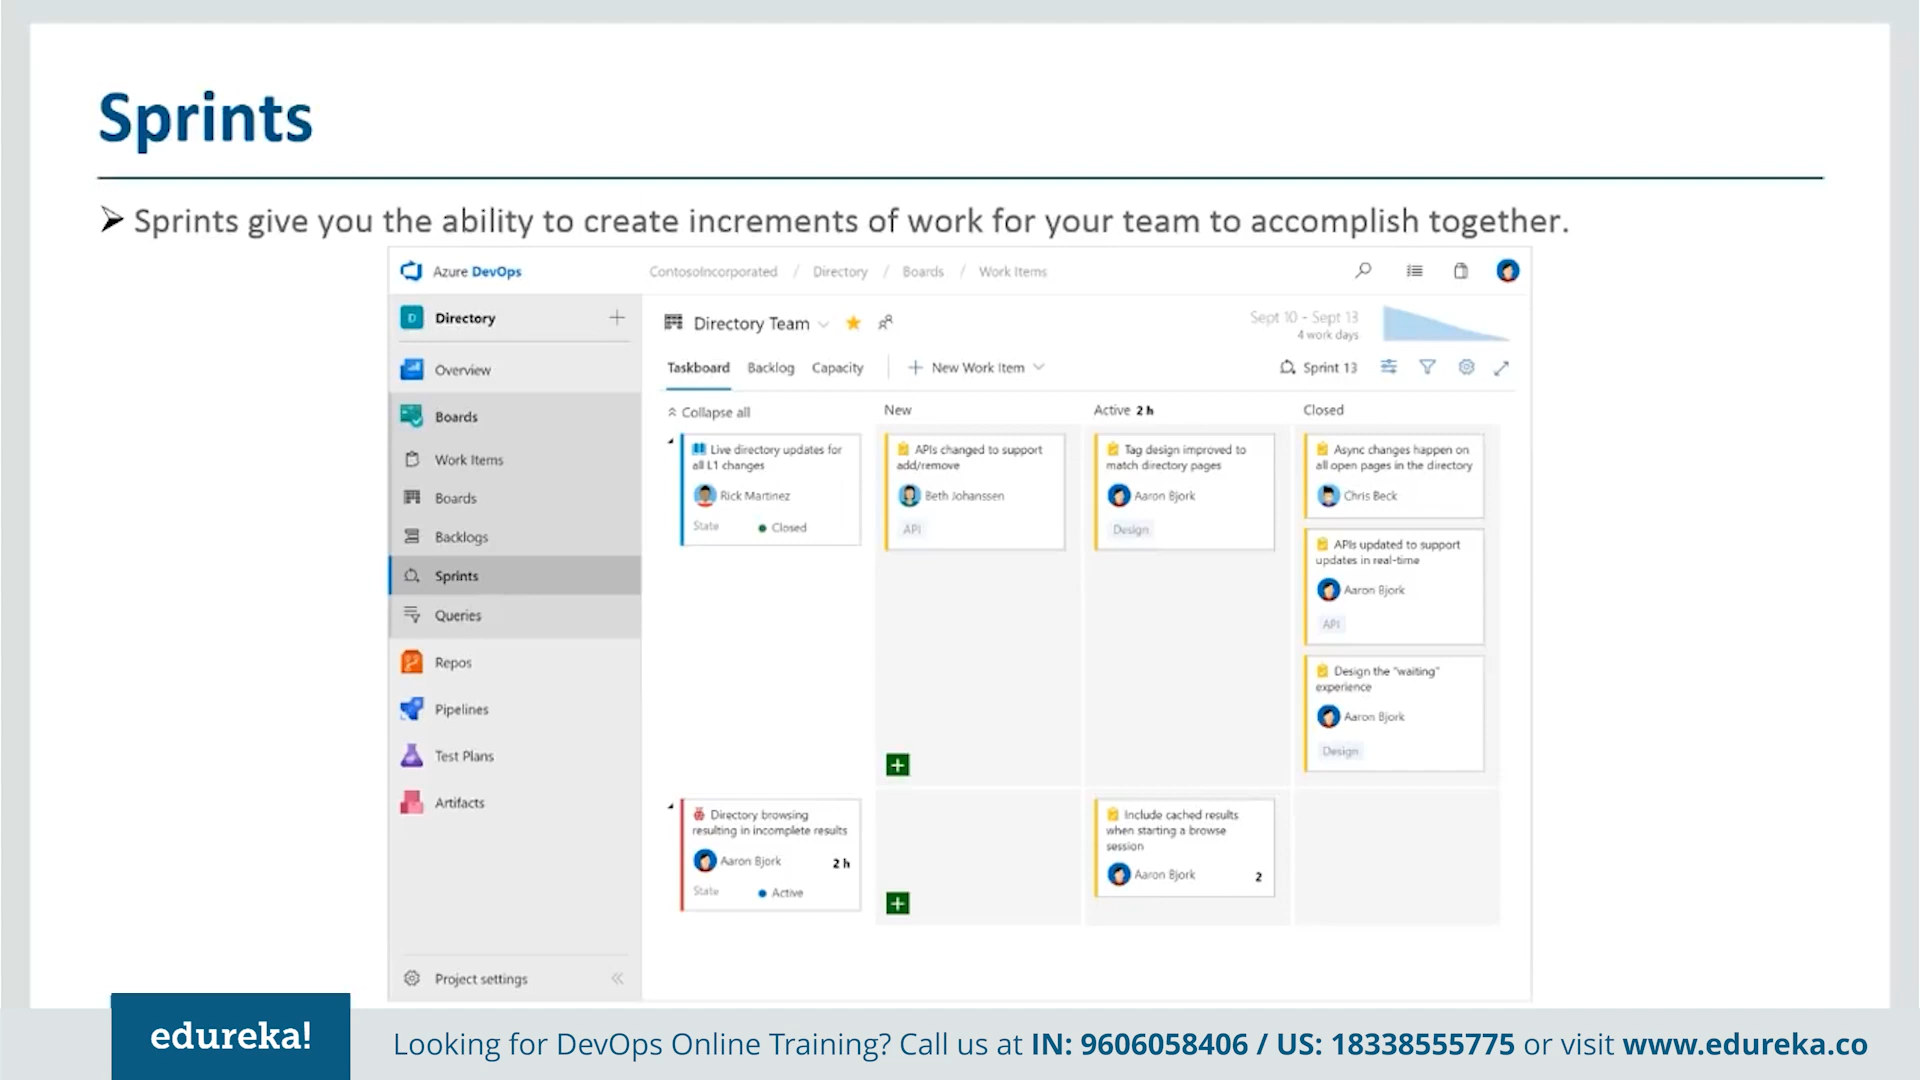 Sprints
Sprints give you the ability to create increments of work for your team to accomplish together.
Azure DevOps
ContosoIncorporated / Directory / Boards / Work Items
D Directory
Overview
Boards
Work Items
Boards
Backlogs
Sprints
Queries
Repos
Pipelines
Test Plans
Artifacts
Project settings
Directory Team
Sept 10 - Sept 13
4 work days
Taskboard Backlog Capacity New Work Item
Sprint 13
Collapse all
New
Active 2 h
Closed
Live directory updates for
all L1 changes
Rick Martinez
State Closed
APIs changed to support
add/remove
Beth Johanssen
API
Tag design improved to
match directory pages
Aaron Bjork
Design
Async changes happen on
all open pages in the directory
Chris Beck
APIs updated to support
updates in real-time
Aaron Bjork
API
Design the "waiting"
experience
Aaron Bjork
Design
Directory browsing
resulting in incomplete results
Aaron Bjork 2 h
State Active
Include cached results
when starting a browse
session
Aaron Bjork 2
edureka!
Looking for DevOps Online Training? Call us at IN: 9606058406 / US: 18338555775 or visit www.edureka.co